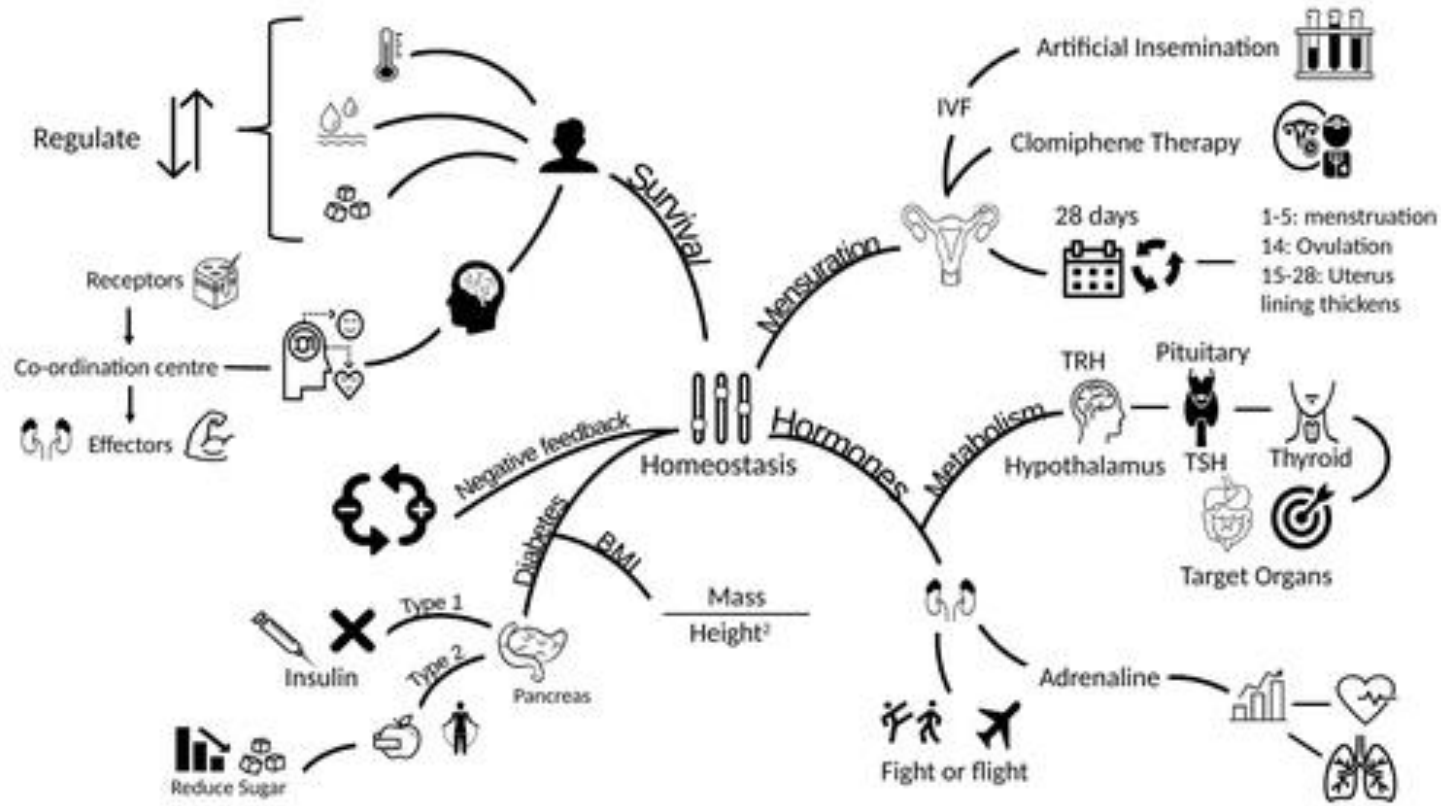 Regulate
Receptors
Co-ordination centre
Effectors
Survival
Mensuration
IVF
Artificial Insemination
Clomiphene Therapy
28 days
1-5: menstruation
14: Ovulation
15-28: Uterus
lining thickens
Homeostasis
Hormones
Metabolism
TRH
Hypothalamus
Pituitary
TSH
Thyroid
Target Organs
Adrenaline
Fight or flight
Negative feedback
Diabetes
BMI
Mass
Height²
Pancreas
Type 1
Insulin
Type 2
Reduce Sugar